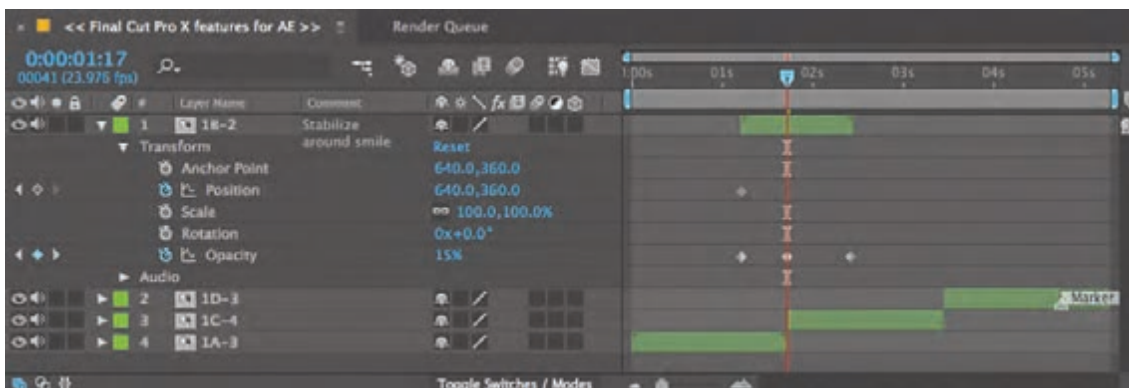 << Final Cut Pro X features for AE >> Render Queue
0:00:01:17
00041 (23.976 fps)
1:00s 01s 02s 03s 04s 05s
# Layer Name Comment
1 1B-2 Stabilize around smile
Transform Reset
Anchor Point 640.0,360.0
Position 640.0,360.0
Scale 100.0,100.0%
Rotation 0x+0.0°
Opacity 15%
Audio
2 1D-3 Marker
3 1C-4
4 1A-3
Toggle Switches / Modes